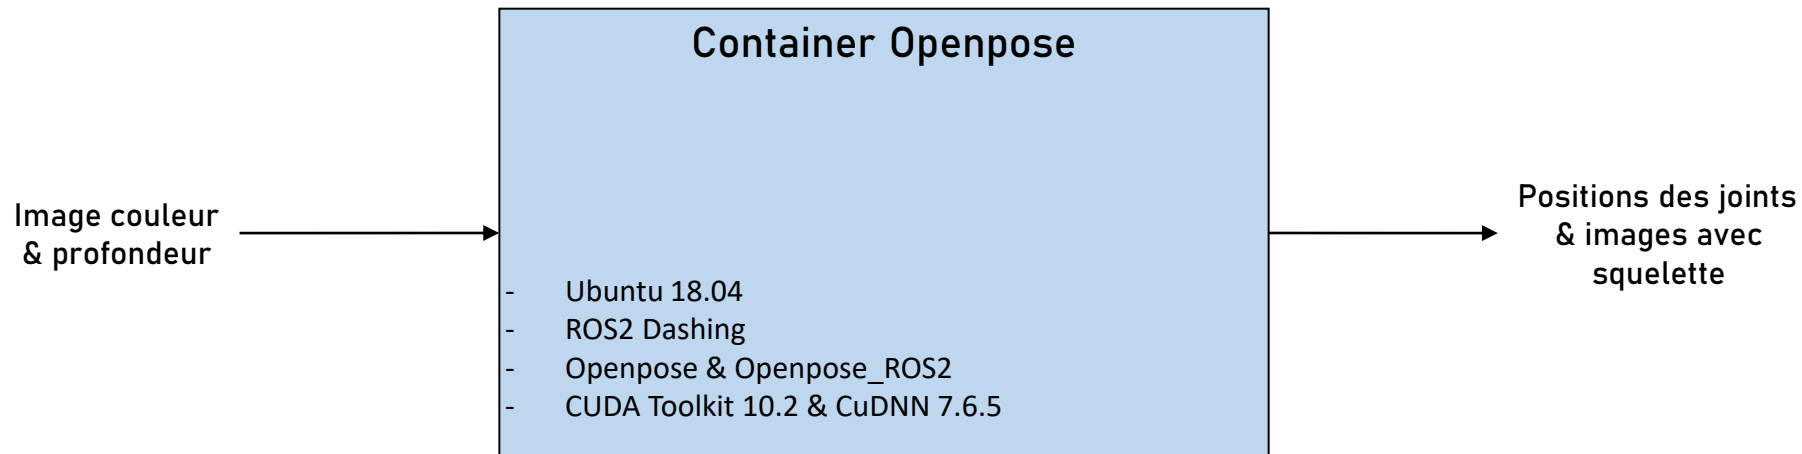 Container Openpose
Image couleur
& profondeur
- Ubuntu 18.04
- ROS2 Dashing
- Openpose & Openpose_ROS2
- CUDA Toolkit 10.2 & CuDNN 7.6.5
Positions des joints
& images avec
squelette